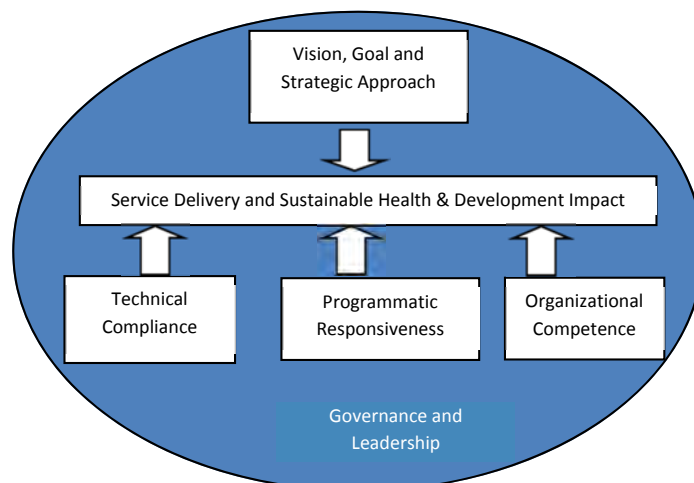 Vision, Goal and
Strategic Approach
Service Delivery and Sustainable Health & Development Impact
Technical
Compliance
Programmatic
Responsiveness
Organizational
Competence
Governance and
Leadership